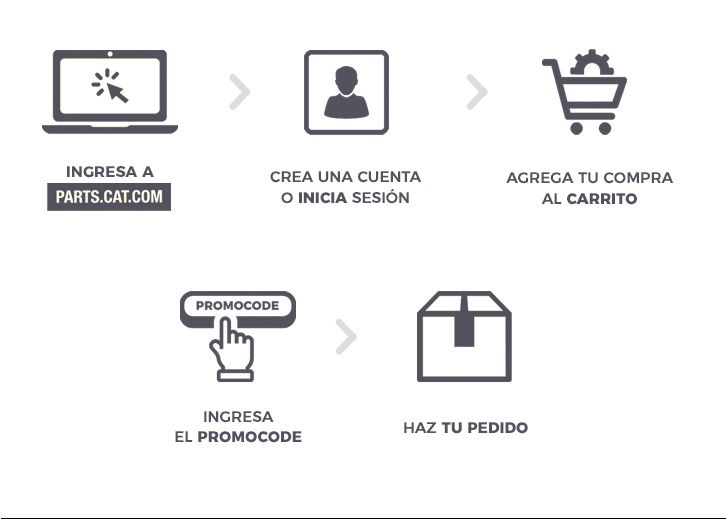 INGRESA A
PARTS.CAT.COM
CREA UNA CUENTA
O INICIA SESIÓN
AGREGA TU COMPRA
AL CARRITO
PROMOCODE
INGRESA
EL PROMOCODE
HAZ TU PEDIDO